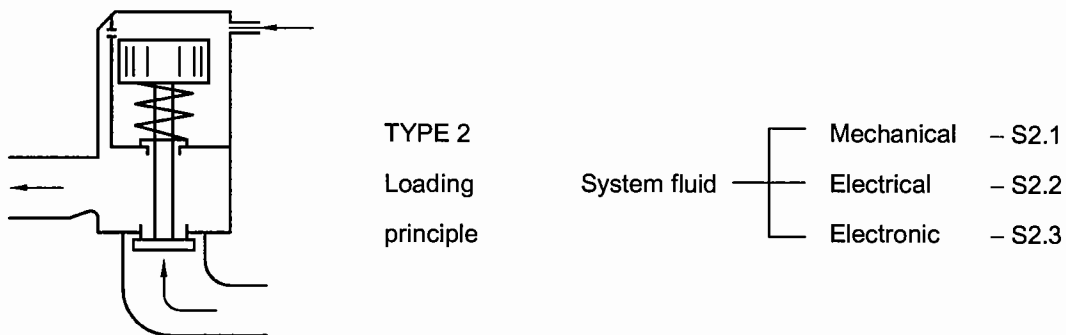 TYPE 2
Loading
principle
System fluid
Mechanical – S2.1
Electrical – S2.2
Electronic – S2.3